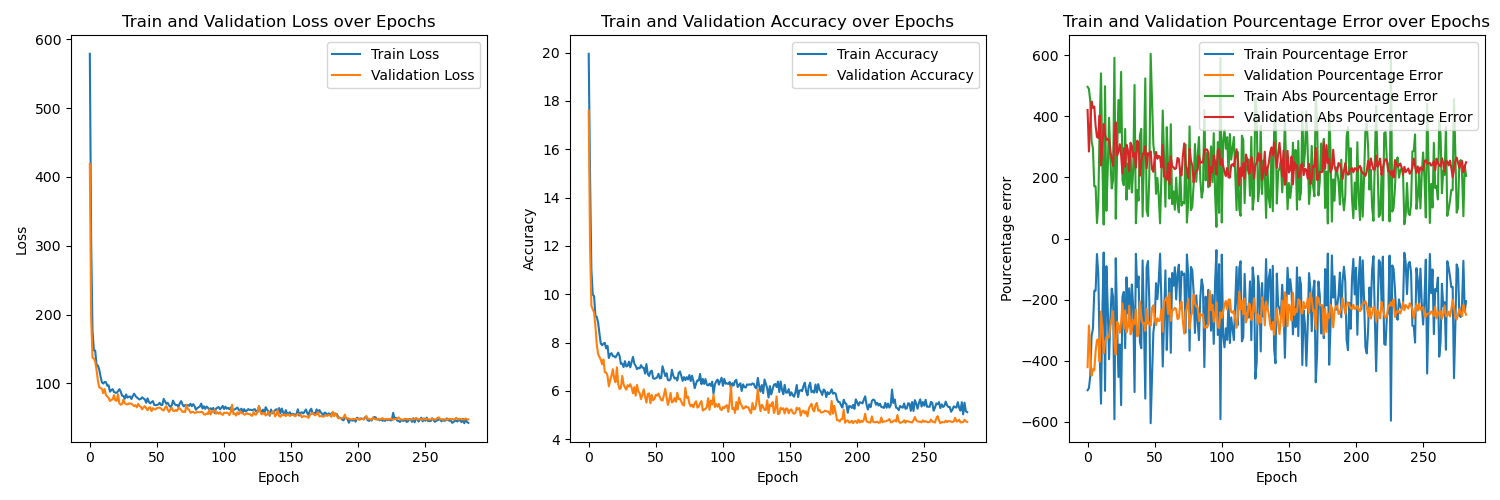 Train and Validation Loss over Epochs
600
500
400
300
200
100
0 50 100 150 200 250
Loss
Epoch
Train Loss
Validation Loss
Train and Validation Accuracy over Epochs
20
18
16
14
12
10
8
6
4
0 50 100 150 200 250
Accuracy
Epoch
Train Accuracy
Validation Accuracy
Train and Validation Pourcentage Error over Epochs
600
400
200
0
−200
−400
−600
0 50 100 150 200 250
Pourcentage error
Epoch
Train Pourcentage Error
Validation Pourcentage Error
Train Abs Pourcentage Error
Validation Abs Pourcentage Error